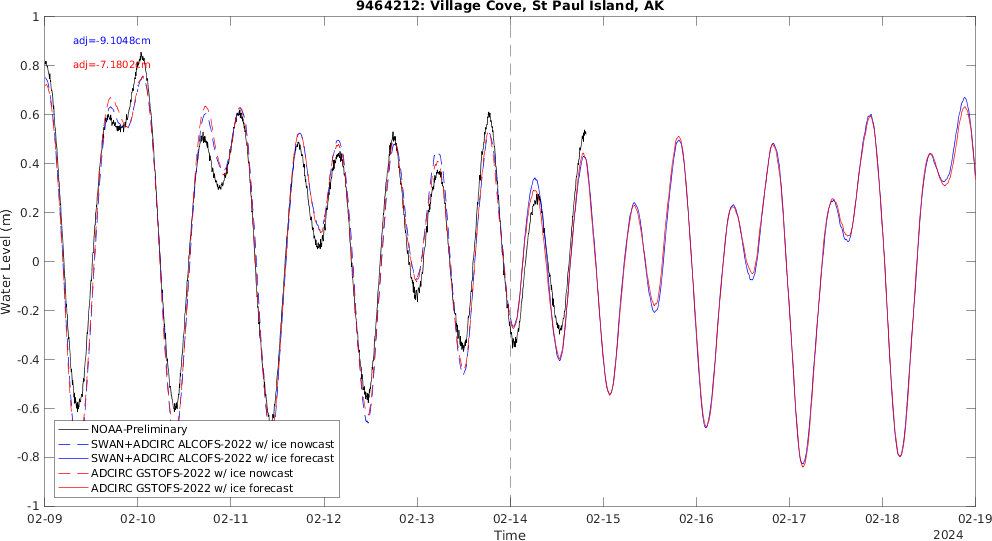 9464212: Village Cove, St Paul Island, AK
1
0.8
0.6
0.4
0.2
0
-0.2
-0.4
-0.6
-0.8
-1
Water Level (m)
adj=-9.1048cm
adj=-7.1802cm
NOAA-Preliminary
SWAN+ADCIRC ALCOFS-2022 w/ ice nowcast
SWAN+ADCIRC ALCOFS-2022 w/ ice forecast
ADCIRC GSTOFS-2022 w/ ice nowcast
ADCIRC GSTOFS-2022 w/ ice forecast
02-09 02-10 02-11 02-12 02-13 02-14 02-15 02-16 02-17 02-18 02-19
Time
2024